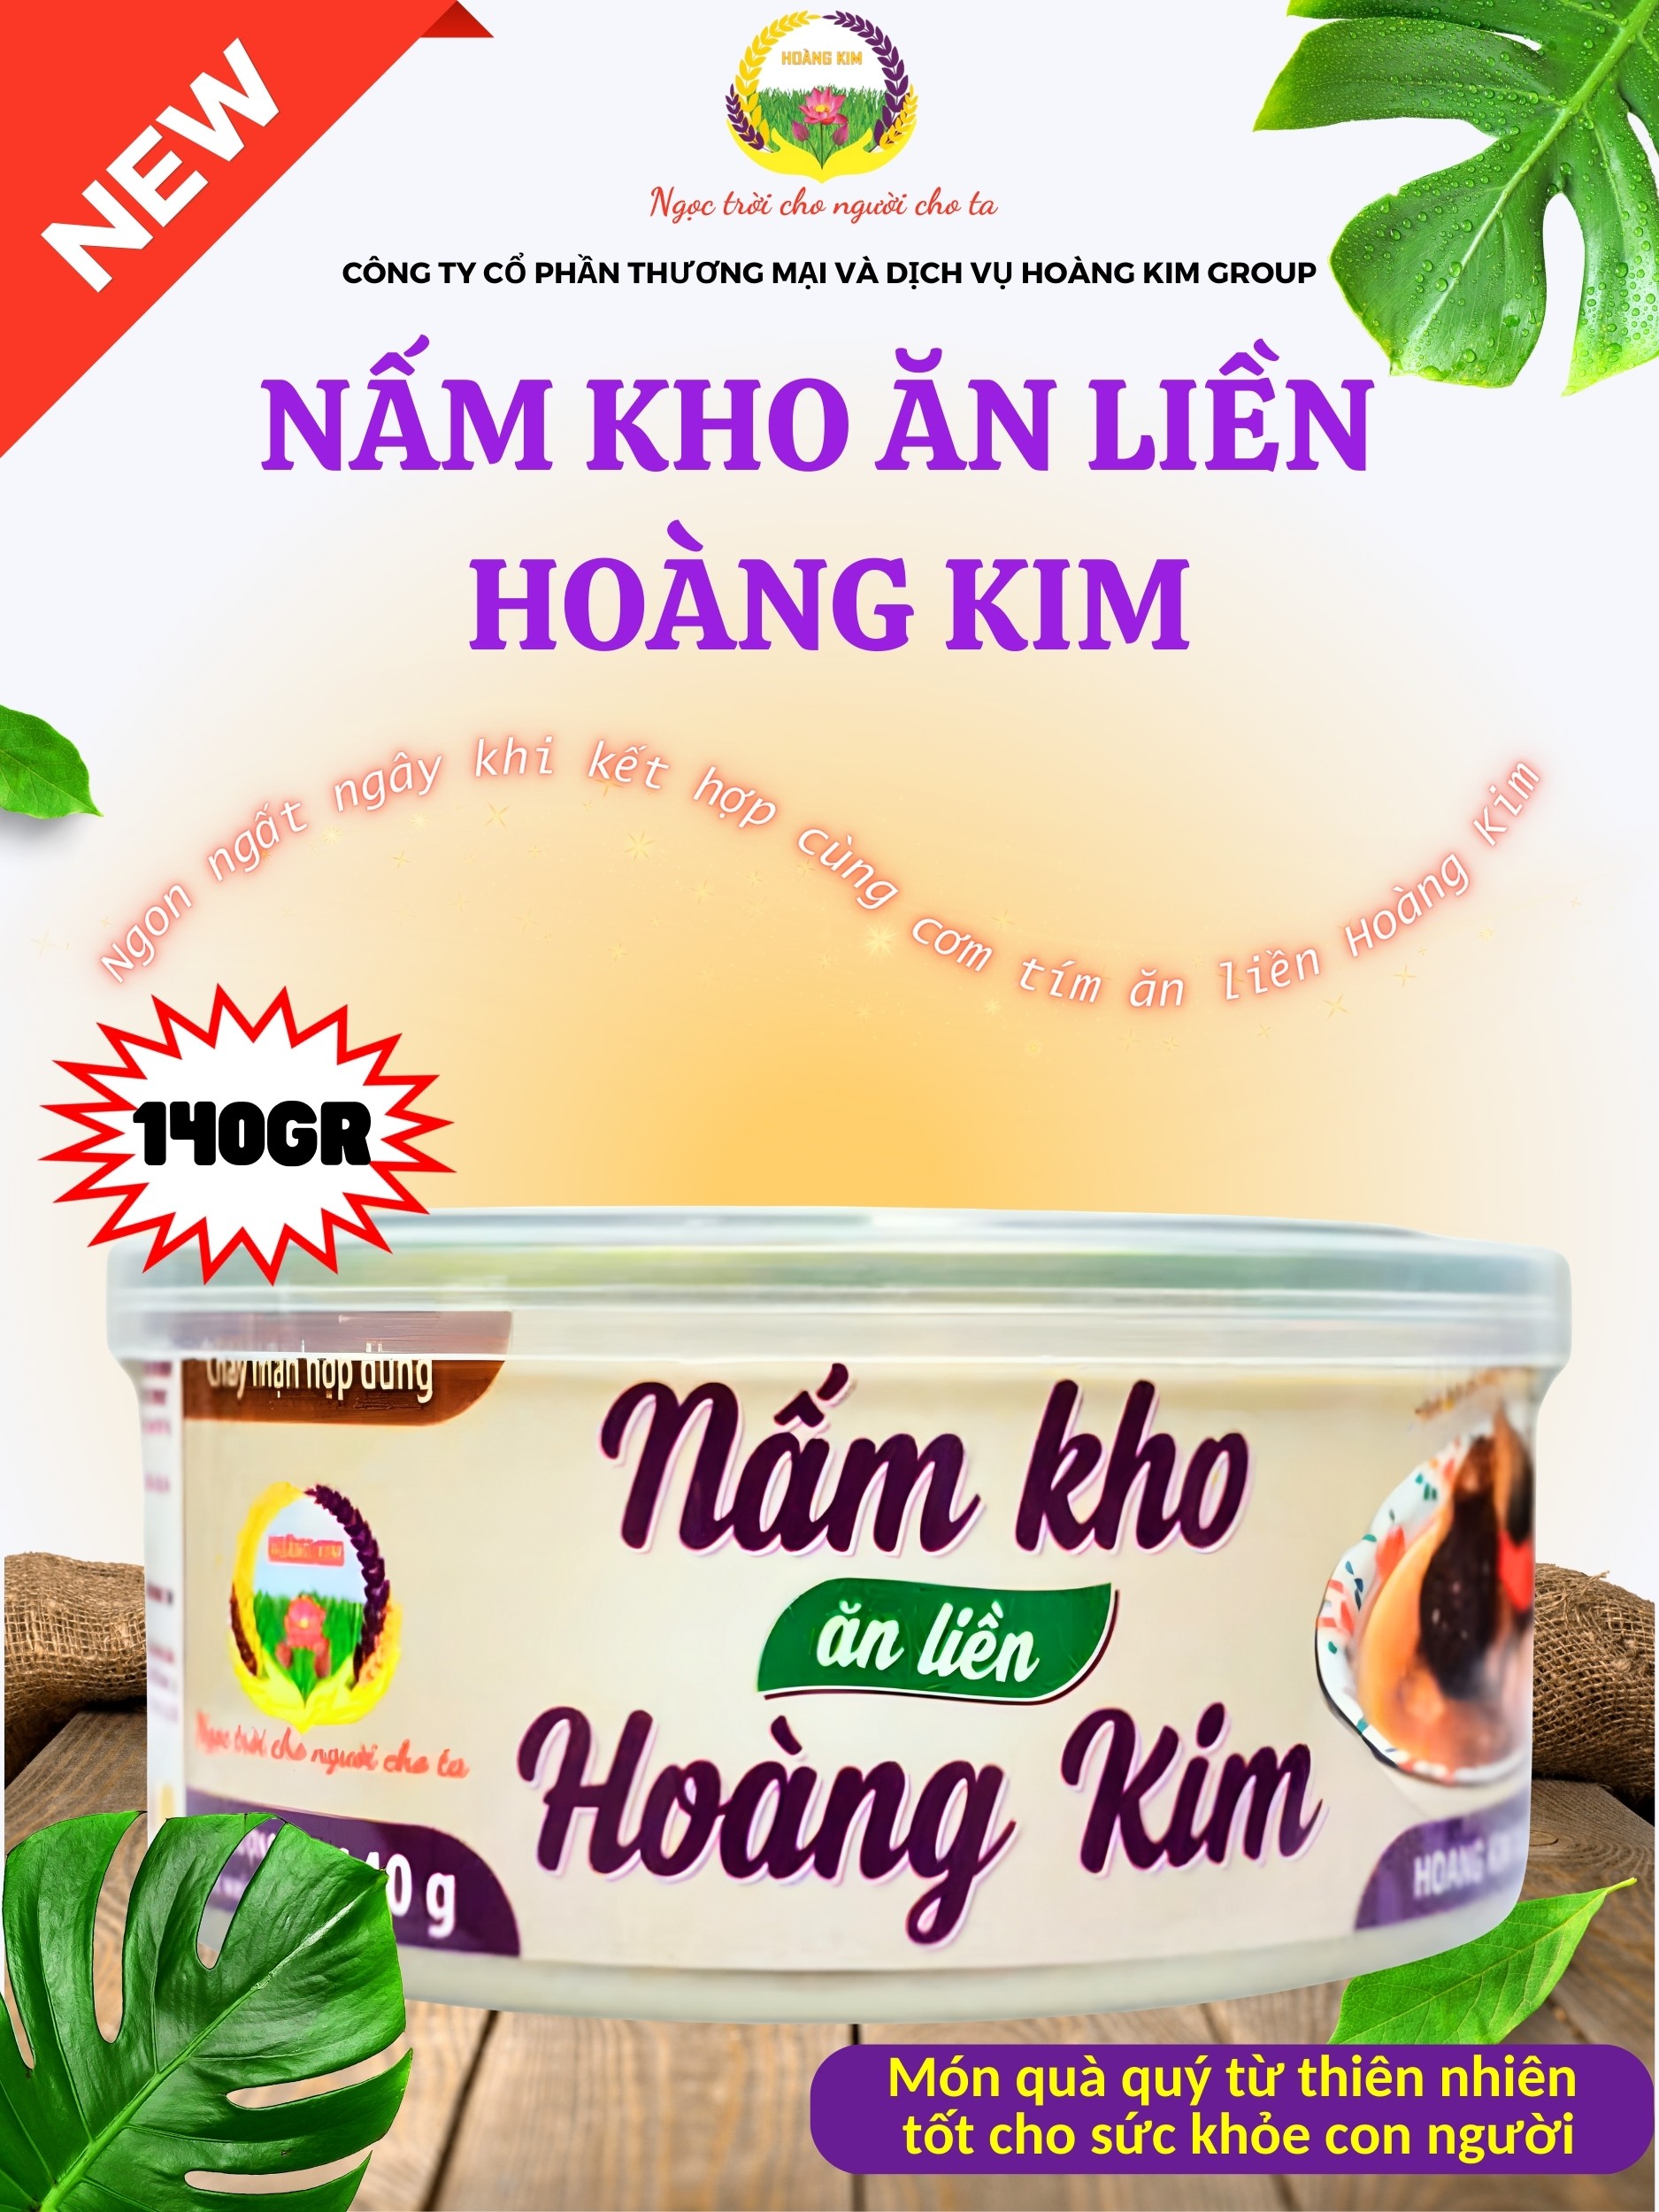 NEW
HOÀNG KIM
Ngọc trời cho người cho ta
CÔNG TY CỔ PHẦN THƯƠNG MẠI VÀ DỊCH VỤ HOÀNG KIM GROUP
NẤM KHO ĂN LIỀN
HOÀNG KIM
Ngon ngất ngây khi kết hợp cùng cơm tím ăn liền Hoàng Kim
140GR
Chay mặn hợp dùng
Nấm kho
ăn liền
Hoàng Kim
Ngọc trời cho người cho ta
0 g
HOANG
Món quà quý từ thiên nhiên
tốt cho sức khỏe con người